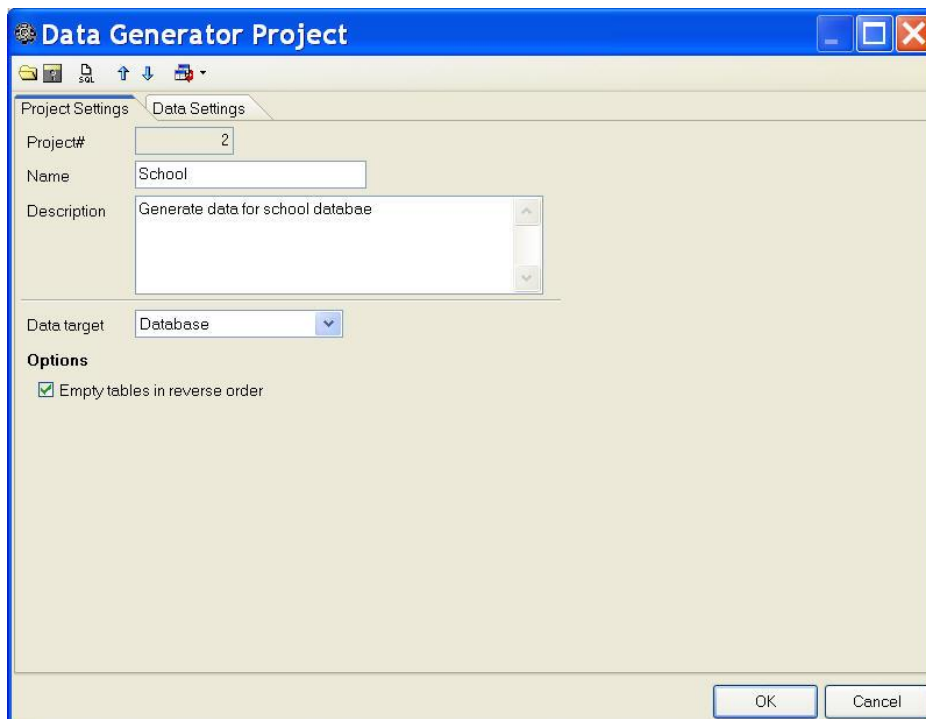 Data Generator Project
SQL
Project Settings Data Settings
Project# 2
Name School
Description Generate data for school databae
Data target Database
Options
Empty tables in reverse order
OK Cancel